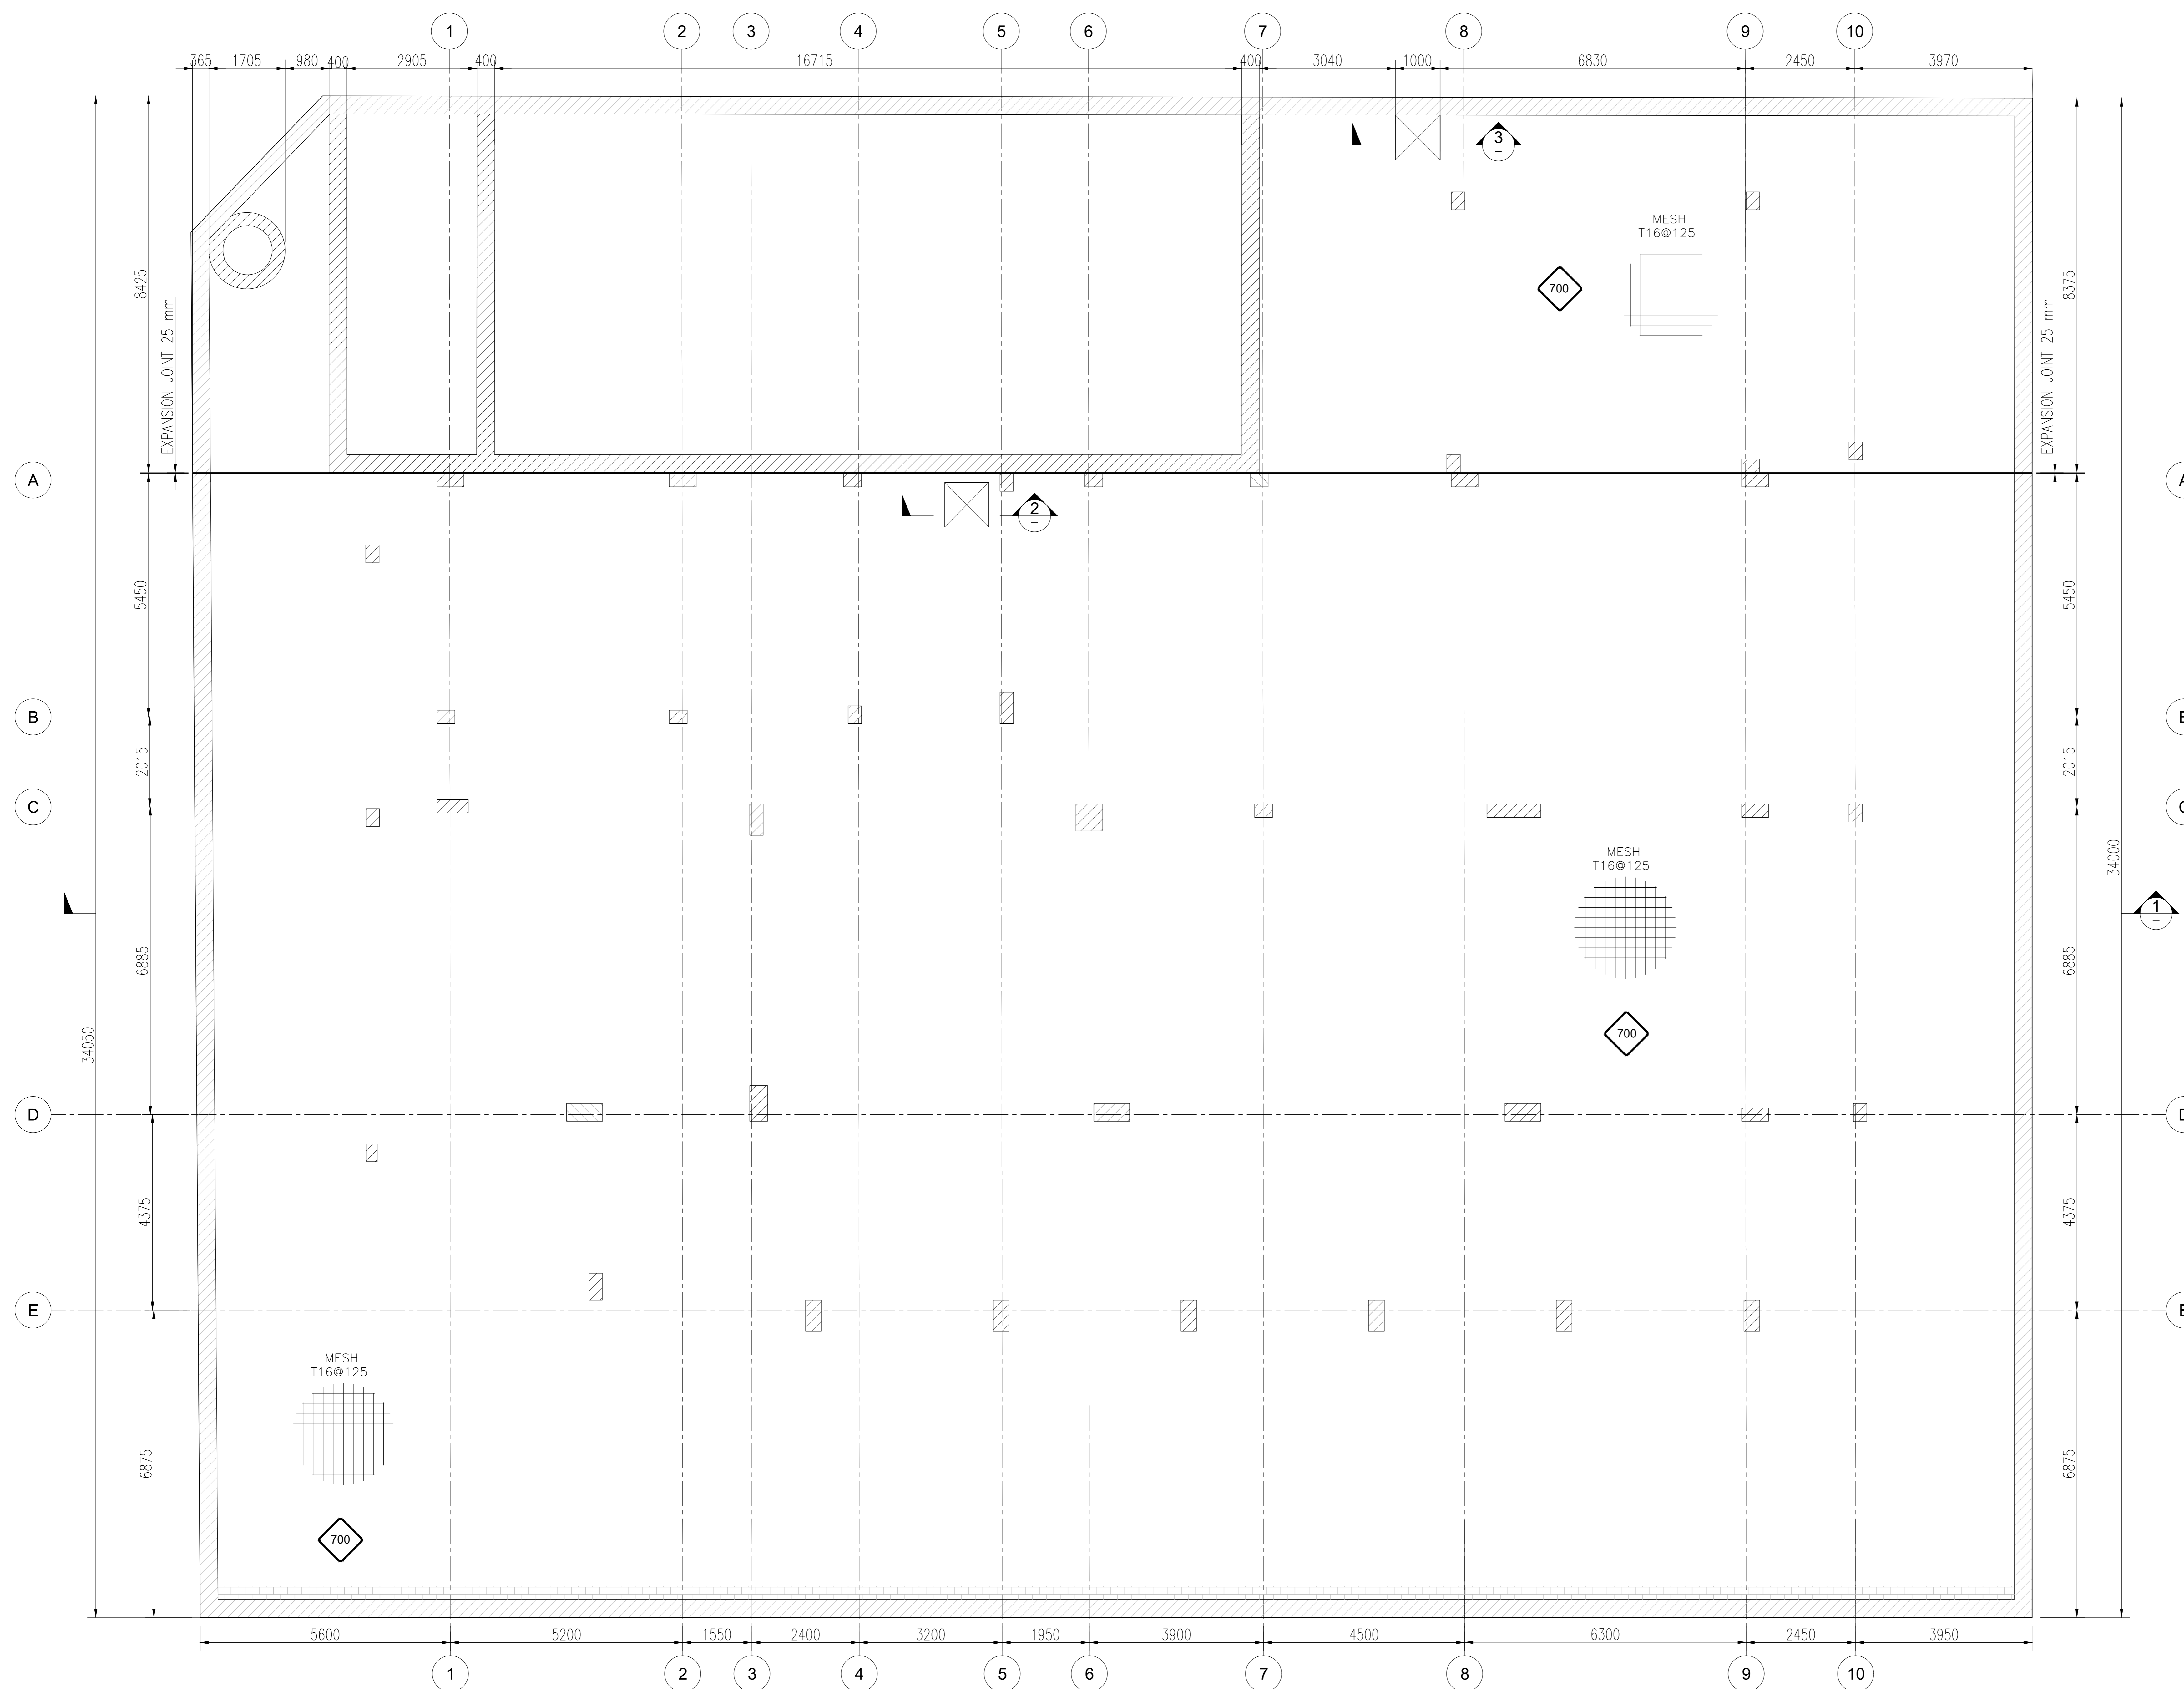 1 2 3 4 5 6 7 8 9 10
365 1705 980 400 2905 400 16715 400 3040 1000 6830 2450 3970
3
–
MESH
T16@125
700
8425
8375
EXPANSION JOINT 25 mm
EXPANSION JOINT 25 mm
A
A
2
–
5450
5450
B
2015
2015
C
MESH
T16@125
34000
1
–
6885
6885
700
34050
D
4375
4375
E
MESH
T16@125
6875
6875
700
5600 5200 1550 2400 3200 1950 3900 4500 6300 2450 3950
1 2 3 4 5 6 7 8 9 10